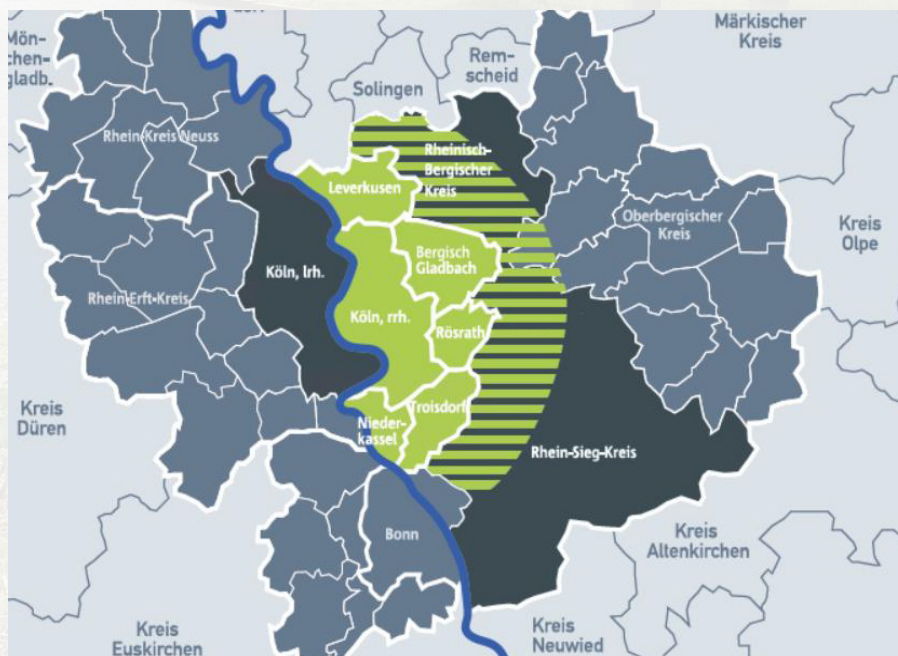 Märkischer
Kreis
Mön-
chen-
gladb.
Rem-
scheid
Solingen
Rhein-Kreis Neuss
Rheinisch-
Bergischer
Kreis
Leverkusen
Oberbergischer
Kreis
Kreis
Olpe
Bergisch
Gladbach
Köln, lrh.
Rhein-Erft-Kreis
Köln, rrh.
Rösrath
Kreis
Düren
Troisdorf
Nieder-
kassel
Rhein-Sieg-Kreis
Bonn
Kreis
Altenkirchen
Kreis
Euskirchen
Kreis
Neuwied